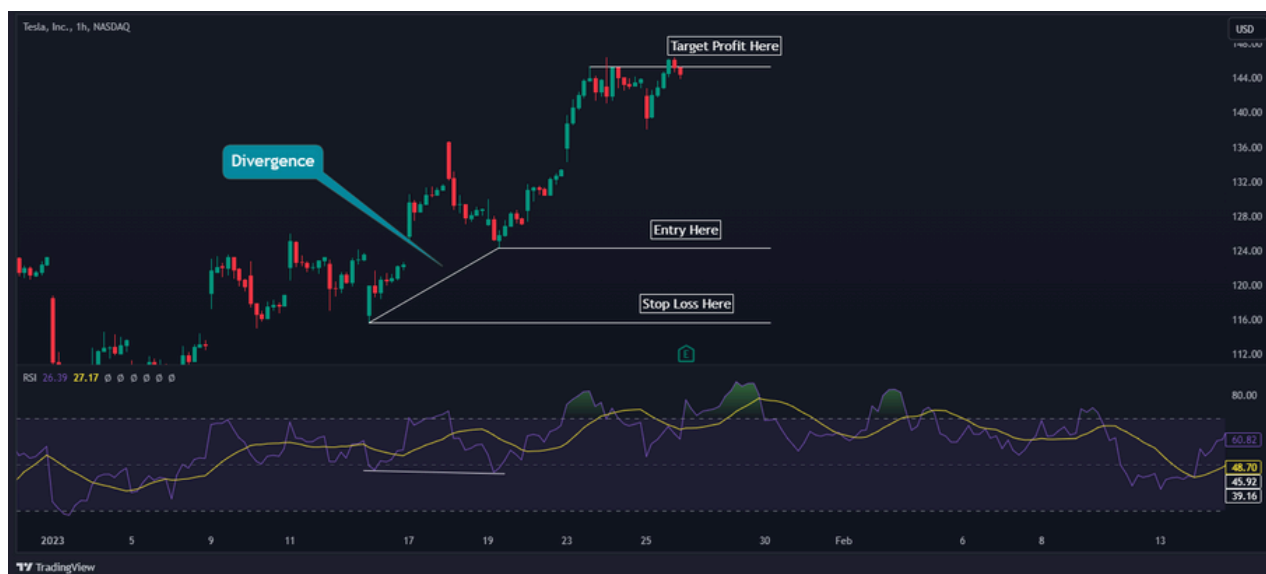 Tesla, Inc., 1h, NASDAQ
USD
148.00
Target Profit Here
144.00
140.00
136.00
Divergence
132.00
128.00
Entry Here
124.00
120.00
Stop Loss Here
116.00
E
112.00
RSI 26.39 27.17 Ø Ø Ø Ø Ø Ø
80.00
60.82
48.70
45.92
39.16
2023 5 9 11 17 19 23 25 30 Feb 6 8 13
TradingView